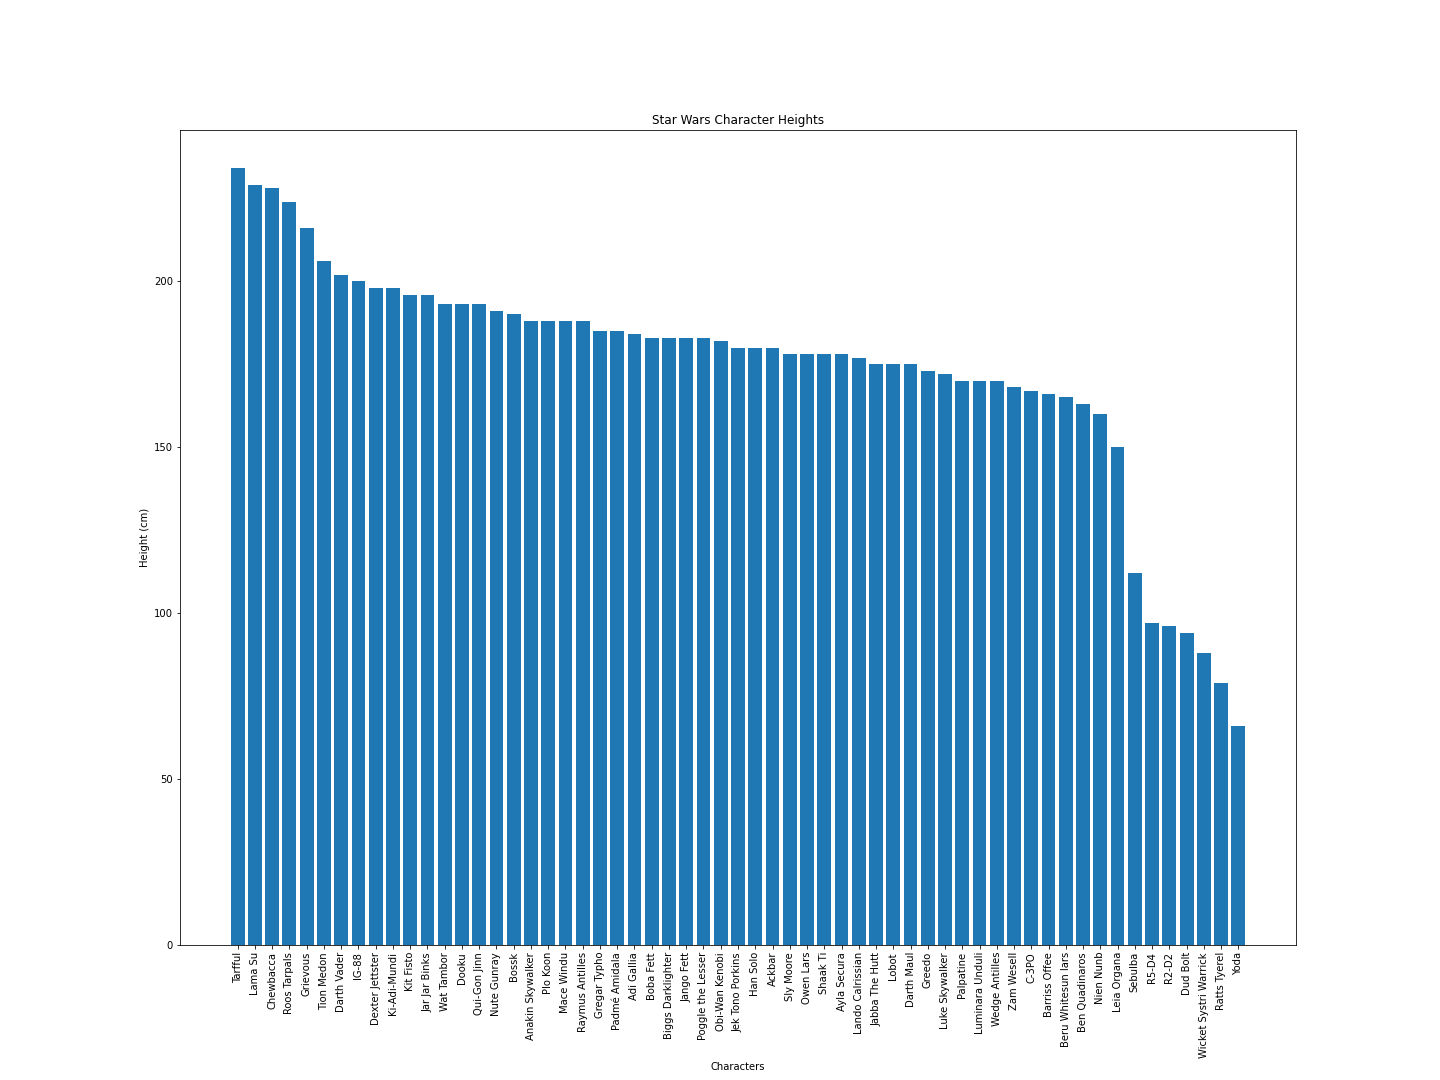 Star Wars Character Heights
Height (cm)
200
150
100
50
0
Tarfful
Lama Su
Chewbacca
Roos Tarpals
Grievous
Tion Medon
Darth Vader
IG-88
Dexter Jettster
Ki-Adi-Mundi
Kit Fisto
Jar Jar Binks
Wat Tambor
Dooku
Qui-Gon Jinn
Nute Gunray
Bossk
Anakin Skywalker
Plo Koon
Mace Windu
Raymus Antilles
Gregar Typho
Padmé Amidala
Adi Gallia
Boba Fett
Biggs Darklighter
Jango Fett
Poggle the Lesser
Obi-Wan Kenobi
Jek Tono Porkins
Han Solo
Ackbar
Sly Moore
Owen Lars
Shaak Ti
Ayla Secura
Lando Calrissian
Jabba The Hutt
Lobot
Darth Maul
Greedo
Luke Skywalker
Palpatine
Luminara Unduli
Wedge Antilles
Zam Wesell
C-3PO
Barriss Offee
Beru Whitesun lars
Ben Quadinaros
Nien Nunb
Leia Organa
Sebulba
R5-D4
R2-D2
Dud Bolt
Wicket Systri Warrick
Ratts Tyerel
Yoda
Characters